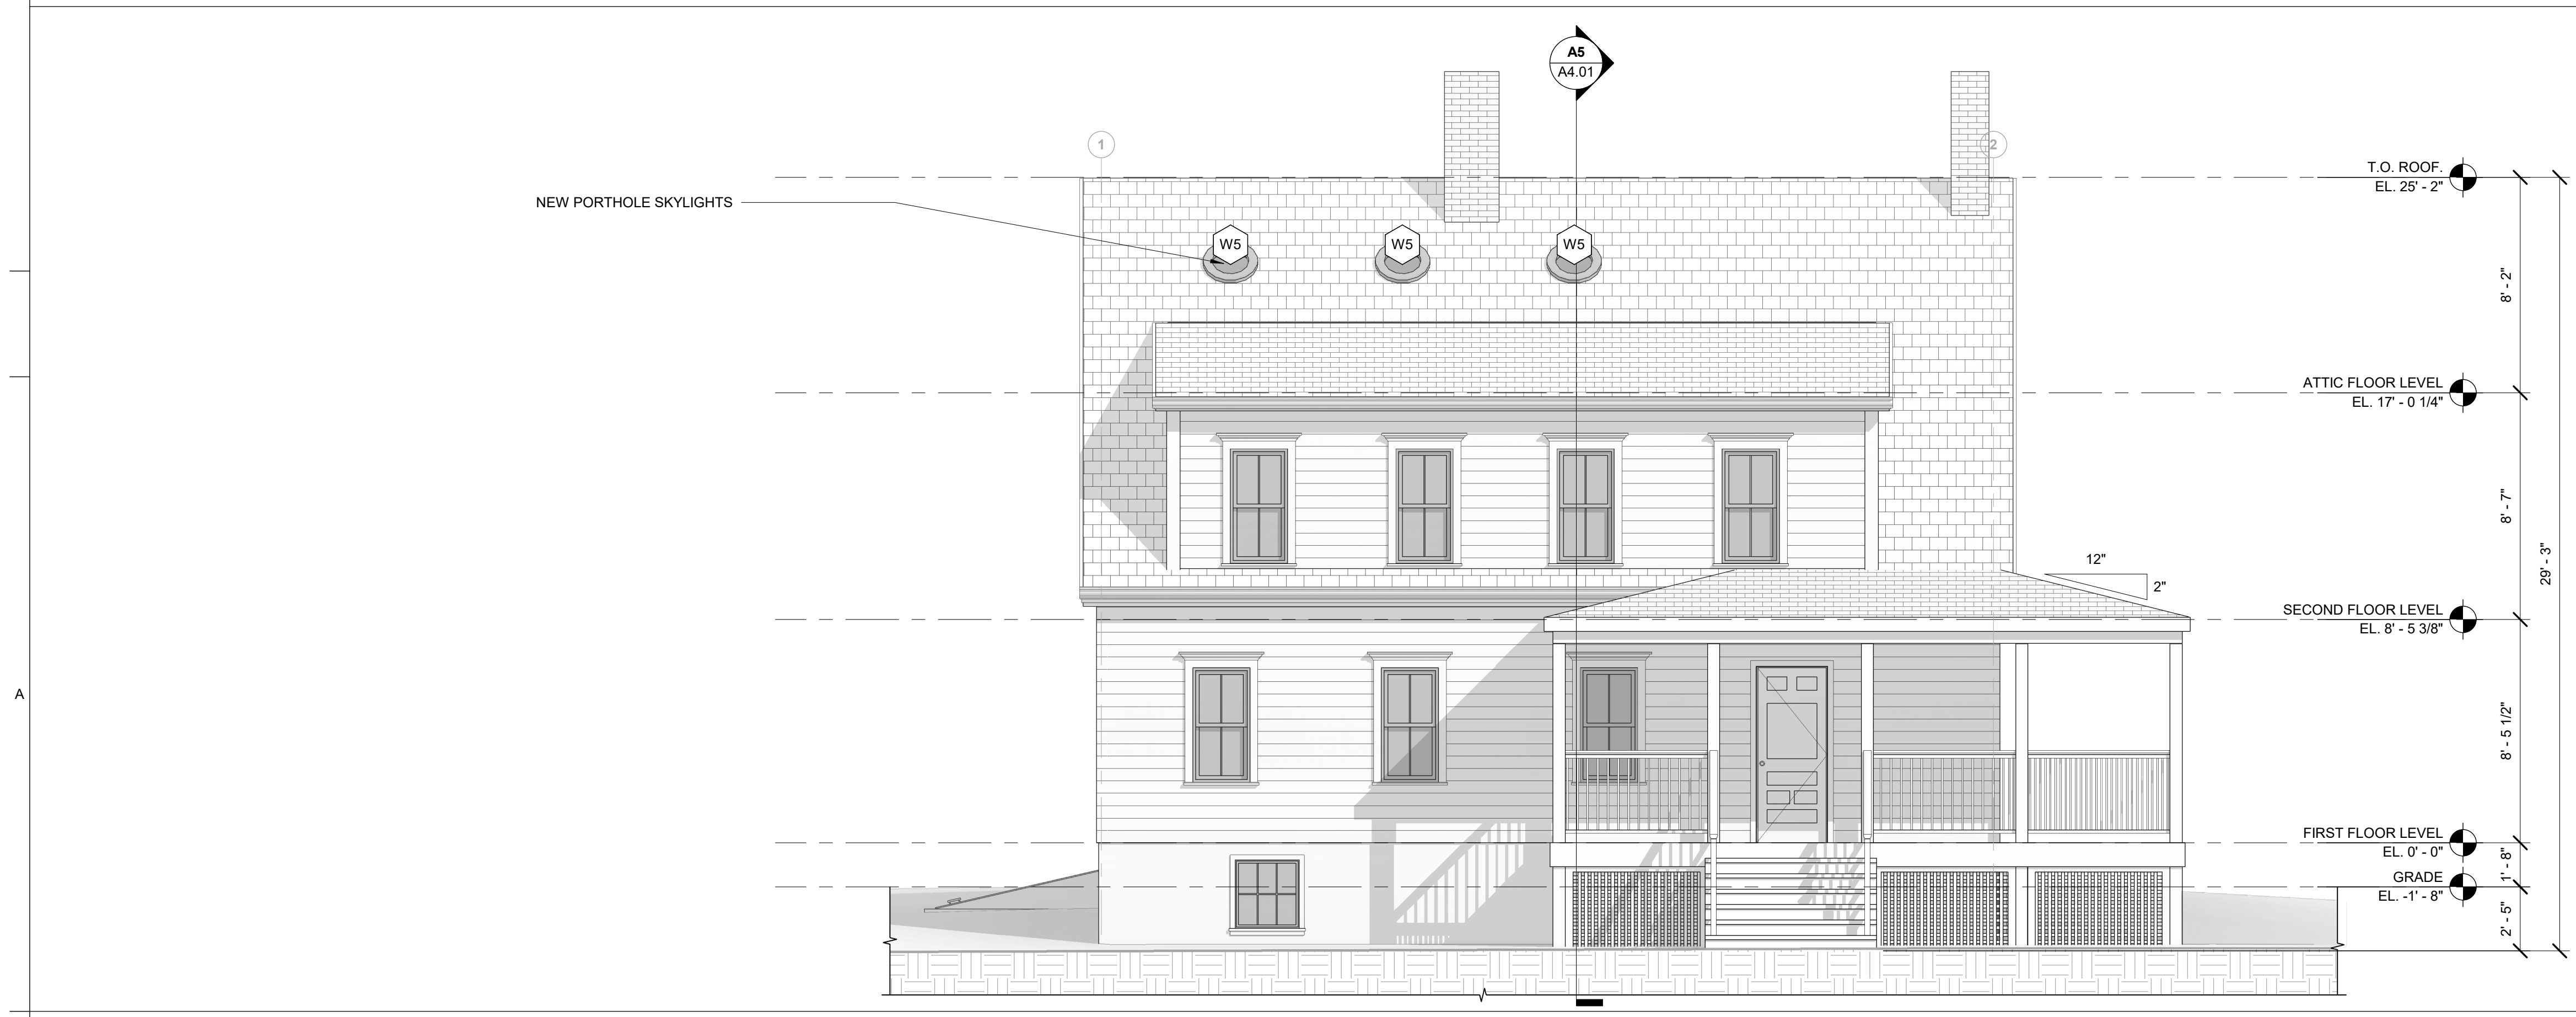 A5
A4.01
1
2
T.O. ROOF.
EL. 25' - 2"
NEW PORTHOLE SKYLIGHTS
W5
W5
W5
8' - 2"
ATTIC FLOOR LEVEL
EL. 17' - 0 1/4"
8' - 7"
29' - 3"
12"
2"
SECOND FLOOR LEVEL
EL. 8' - 5 3/8"
A
8' - 5 1/2"
FIRST FLOOR LEVEL
EL. 0' - 0"
1' - 8"
GRADE
EL. -1' - 8"
2' - 5"